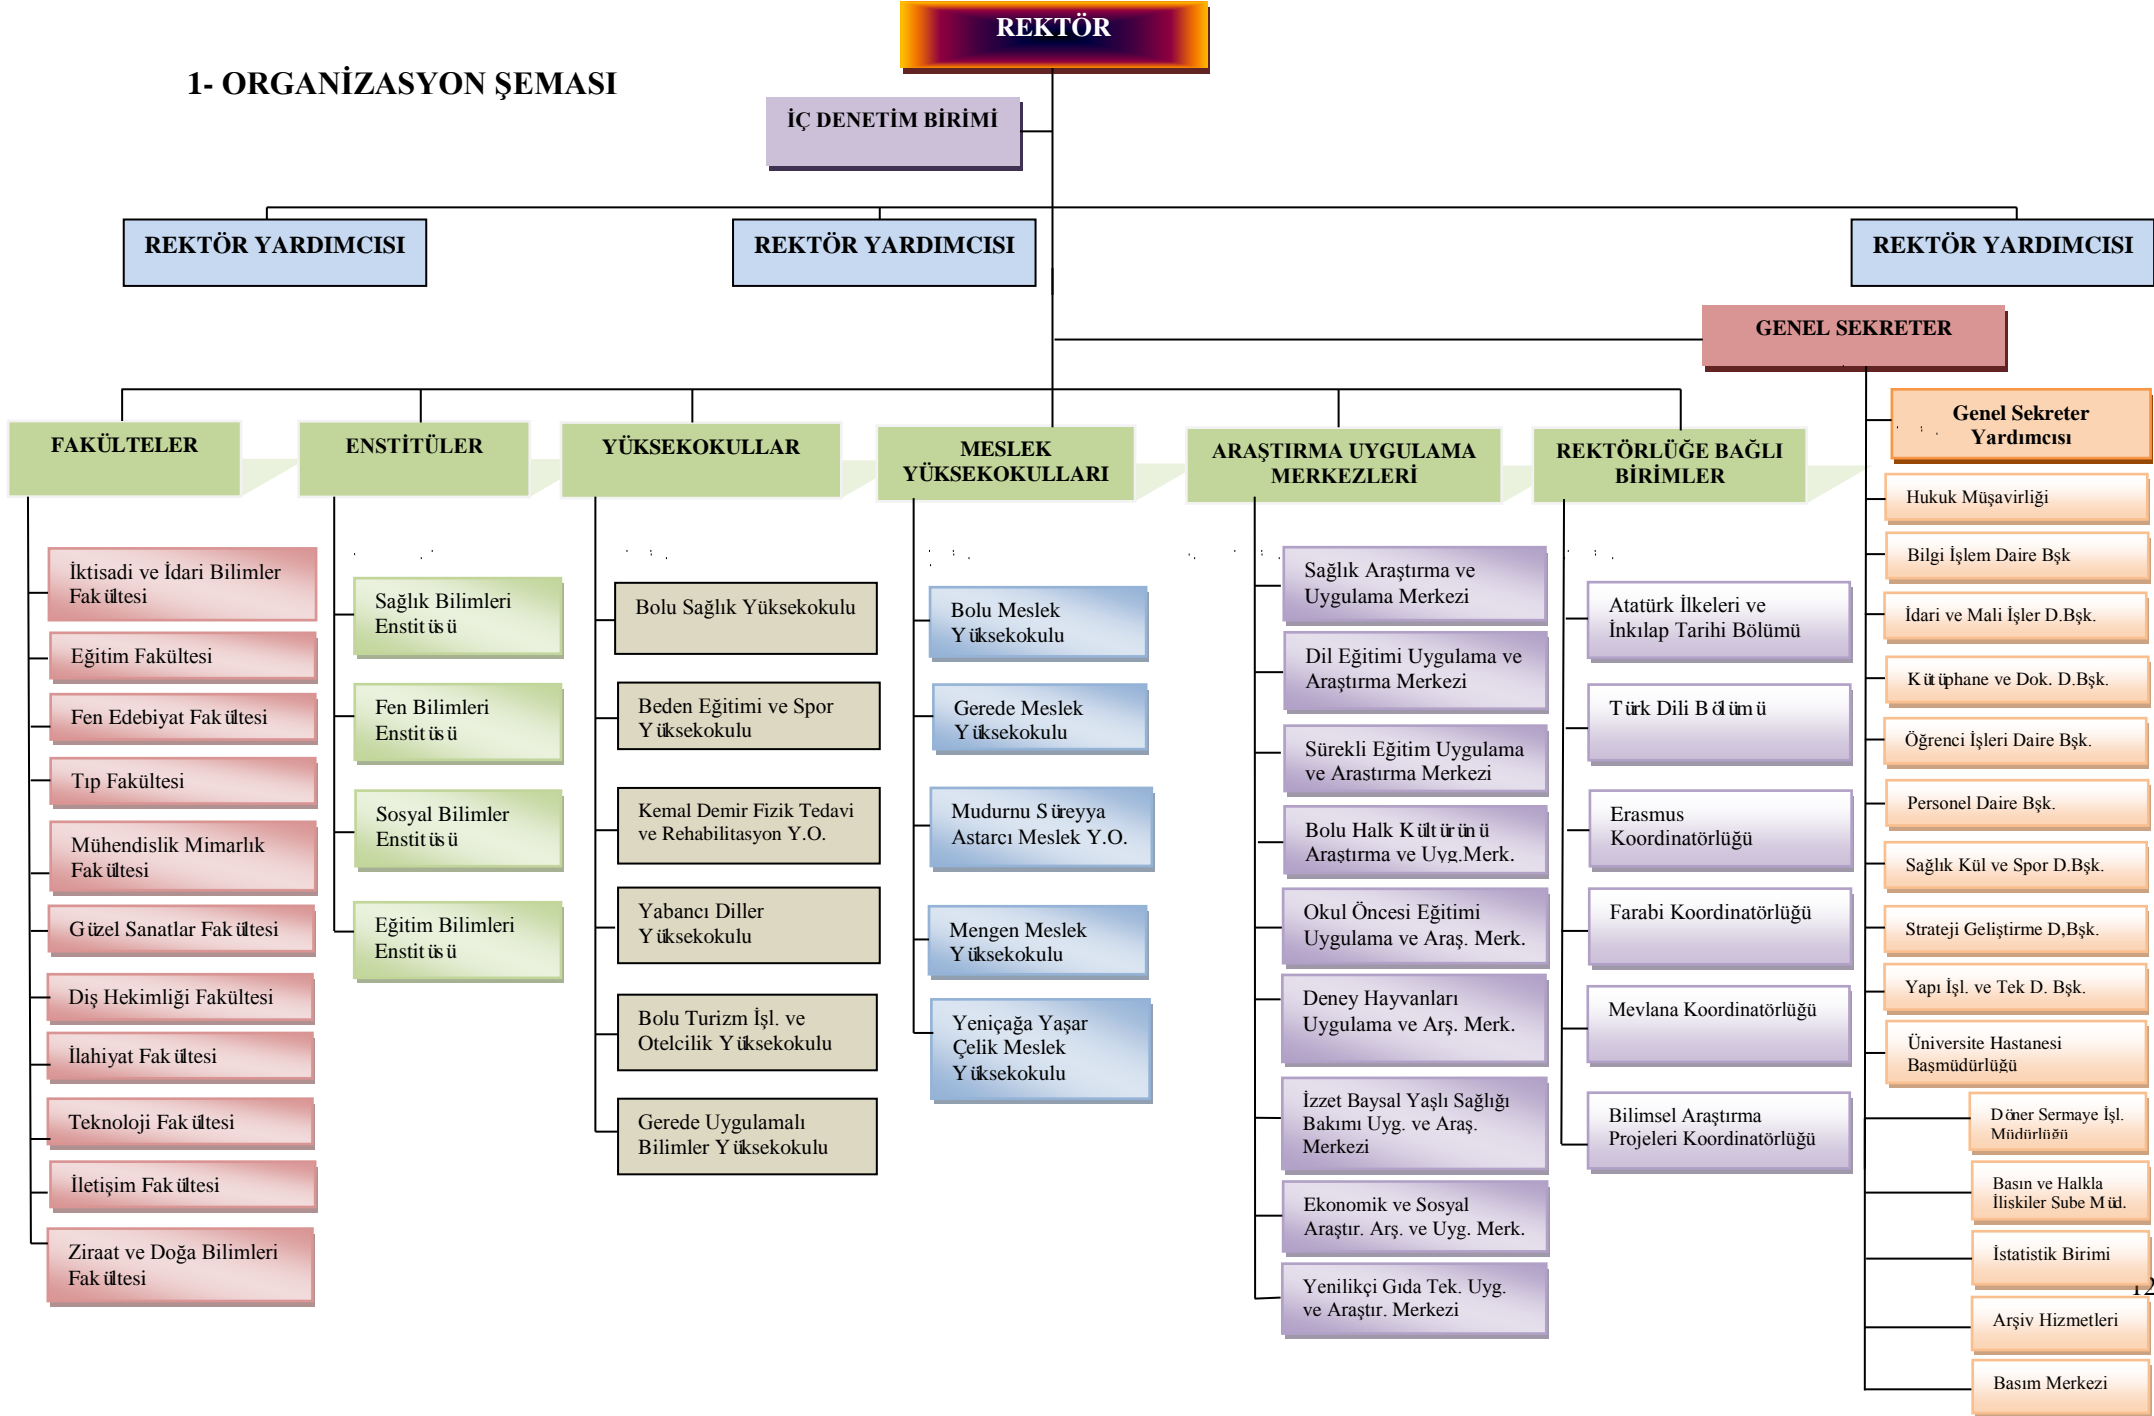 REKTÖR
1- ORGANİZASYON ŞEMASI
İÇ DENETİM BİRİMİ
REKTÖR YARDIMCISI
REKTÖR YARDIMCISI
REKTÖR YARDIMCISI
GENEL SEKRETER
FAKÜLTELER
İktisadi ve İdari Bilimler
Fakültesi
Eğitim Fakültesi
Fen Edebiyat Fakültesi
Tıp Fakültesi
Mühendislik Mimarlık
Fakültesi
Güzel Sanatlar Fakültesi
Diş Hekimliği Fakültesi
İlahiyat Fakültesi
Teknoloji Fakültesi
İletişim Fakültesi
Ziraat ve Doğa Bilimleri
Fakültesi
ENSTİTÜLER
Sağlık Bilimleri
Enstitüsü
Fen Bilimleri
Enstitüsü
Sosyal Bilimler
Enstitüsü
Eğitim Bilimleri
Enstitüsü
YÜKSEKOKULLAR
Bolu Sağlık Yüksekokulu
Beden Eğitimi ve Spor
Yüksekokulu
Kemal Demir Fizik Tedavi
ve Rehabilitasyon Y.O.
Yabancı Diller
Yüksekokulu
Bolu Turizm İşl. ve
Otelcilik Yüksekokulu
Gerede Uygulamalı
Bilimler Yüksekokulu
MESLEK
YÜKSEKOKULLARI
Bolu Meslek
Yüksekokulu
Gerede Meslek
Yüksekokulu
Mudurnu Süreyya
Astarcı Meslek Y.O.
Mengen Meslek
Yüksekokulu
Yeniçağa Yaşar
Çelik Meslek
Yüksekokulu
ARAŞTIRMA UYGULAMA
MERKEZLERİ
Sağlık Araştırma ve
Uygulama Merkezi
Dil Eğitimi Uygulama ve
Araştırma Merkezi
Sürekli Eğitim Uygulama
ve Arastırma Merkezi
Bolu Halk Kültürünü
Araştırma ve Uyg.Merk.
Okul Öncesi Eğitimi
Uygulama ve Araş. Merk.
Deney Hayvanları
Uygulama ve Arş. Merk.
İzzet Baysal Yaşlı Sağlığı
Bakımı Uyg. ve Araş.
Merkezi
Ekonomik ve Sosyal
Araştır. Arş. ve Uyg. Merk.
Yenilikçi Gıda Tek. Uyg.
ve Araştır. Merkezi
REKTÖRLÜĞE BAĞLI
BİRİMLER
Atatürk İlkeleri ve
İnkılap Tarihi Bölümü
Türk Dili Bölümü
Erasmus
Koordinatörlüğü
Farabi Koordinatörlüğü
Mevlana Koordinatörlüğü
Bilimsel Araştırma
Projeleri Koordinatörlüğü
Genel Sekreter
Yardımcısı
Hukuk Müşavirliği
Bilgi İşlem Daire Bşk
İdari ve Mali İşler D.Bşk.
Kütüphane ve Dok. D.Bşk.
Öğrenci İşleri Daire Bşk.
Personel Daire Bşk.
Sağlık Kül ve Spor D.Bşk.
Strateji Geliştirme D,Bşk.
Yapı İşl. ve Tek D. Bşk.
Üniversite Hastanesi
Başmüdürlüğü
Döner Sermaye İşl.
Müdürlüğü
Basın ve Halkla
İliskiler Sube Müd.
İstatistik Birimi
12
Arşiv Hizmetleri
Basım Merkezi